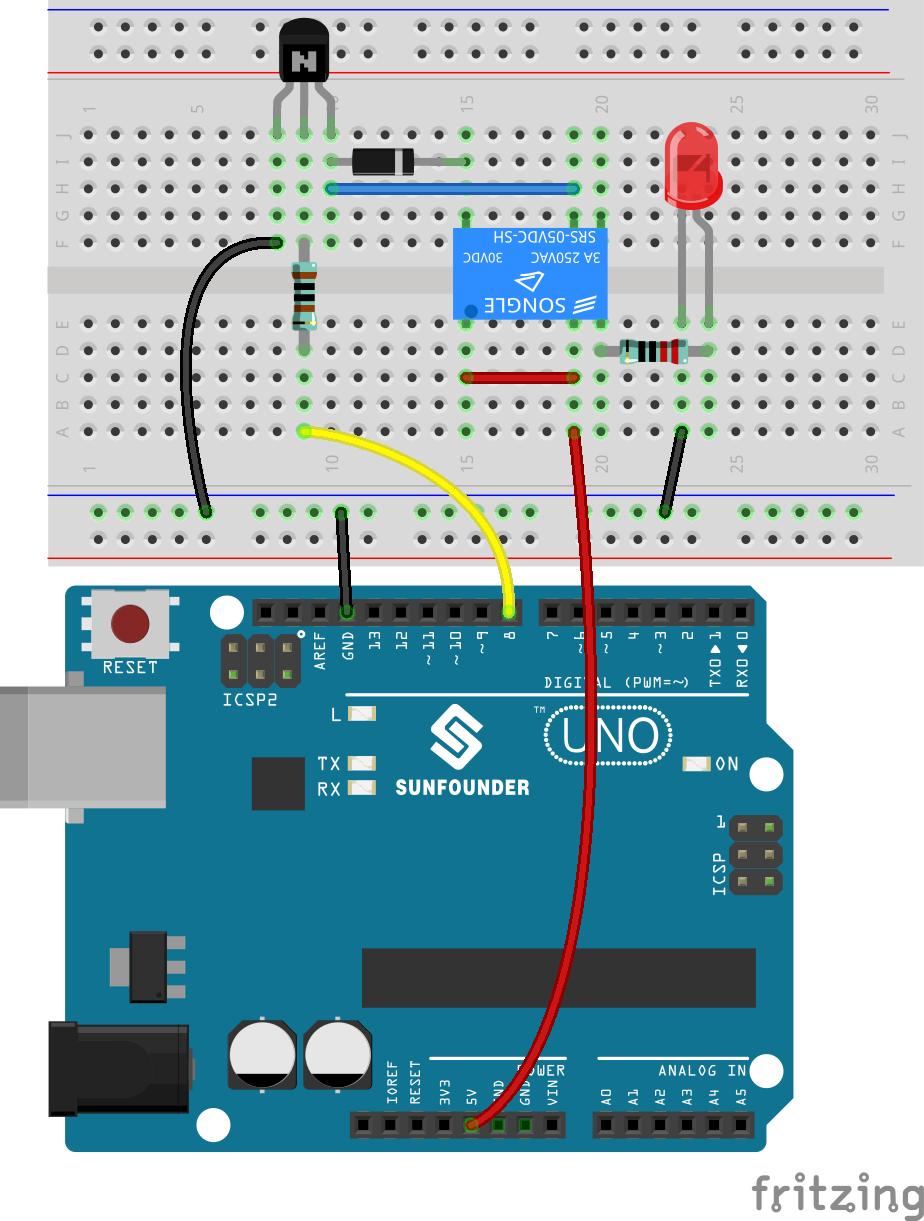 1 5 10 15 20 25 30
N
J J
I I
H H
G G
F F
SRS-05VDC-SH
3A 250VAC 30VDC
SONGLE
E E
D D
C C
B B
A A
1 10 15 20 25 30
AREF GND 13 12 ~11 ~10 ~9 8 7 ~6 ~5 4 ~3 2 TX0▶1 RX0◀0
RESET
ICSP2
DIGITAL (PWM=~)
L
TX
RX
SUNFOUNDER
™
UNO
ON
1
ICSP
POWER
ANALOG IN
IOREF RESET 3V3 5V GND GND VIN A0 A1 A2 A3 A4 A5
fritzing